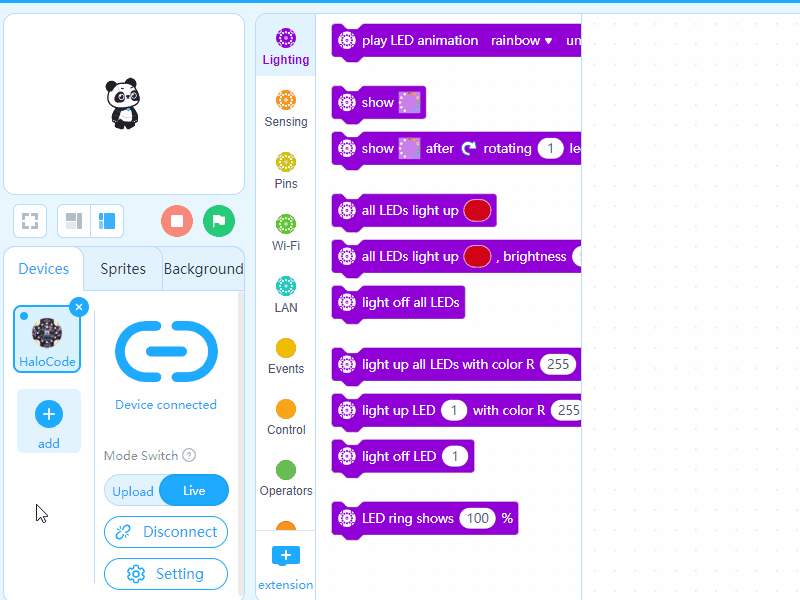 Lighting
Sensing
Pins
Wi-Fi
LAN
Events
Control
Operators
extension
play LED animation rainbow un
show
show after rotating 1 le
all LEDs light up
all LEDs light up , brightness
light off all LEDs
light up all LEDs with color R 255
light up LED 1 with color R 255
light off LED 1
LED ring shows 100 %
Devices Sprites Background
HaloCode
add
Device connected
Mode Switch ?
Upload Live
Disconnect
Setting